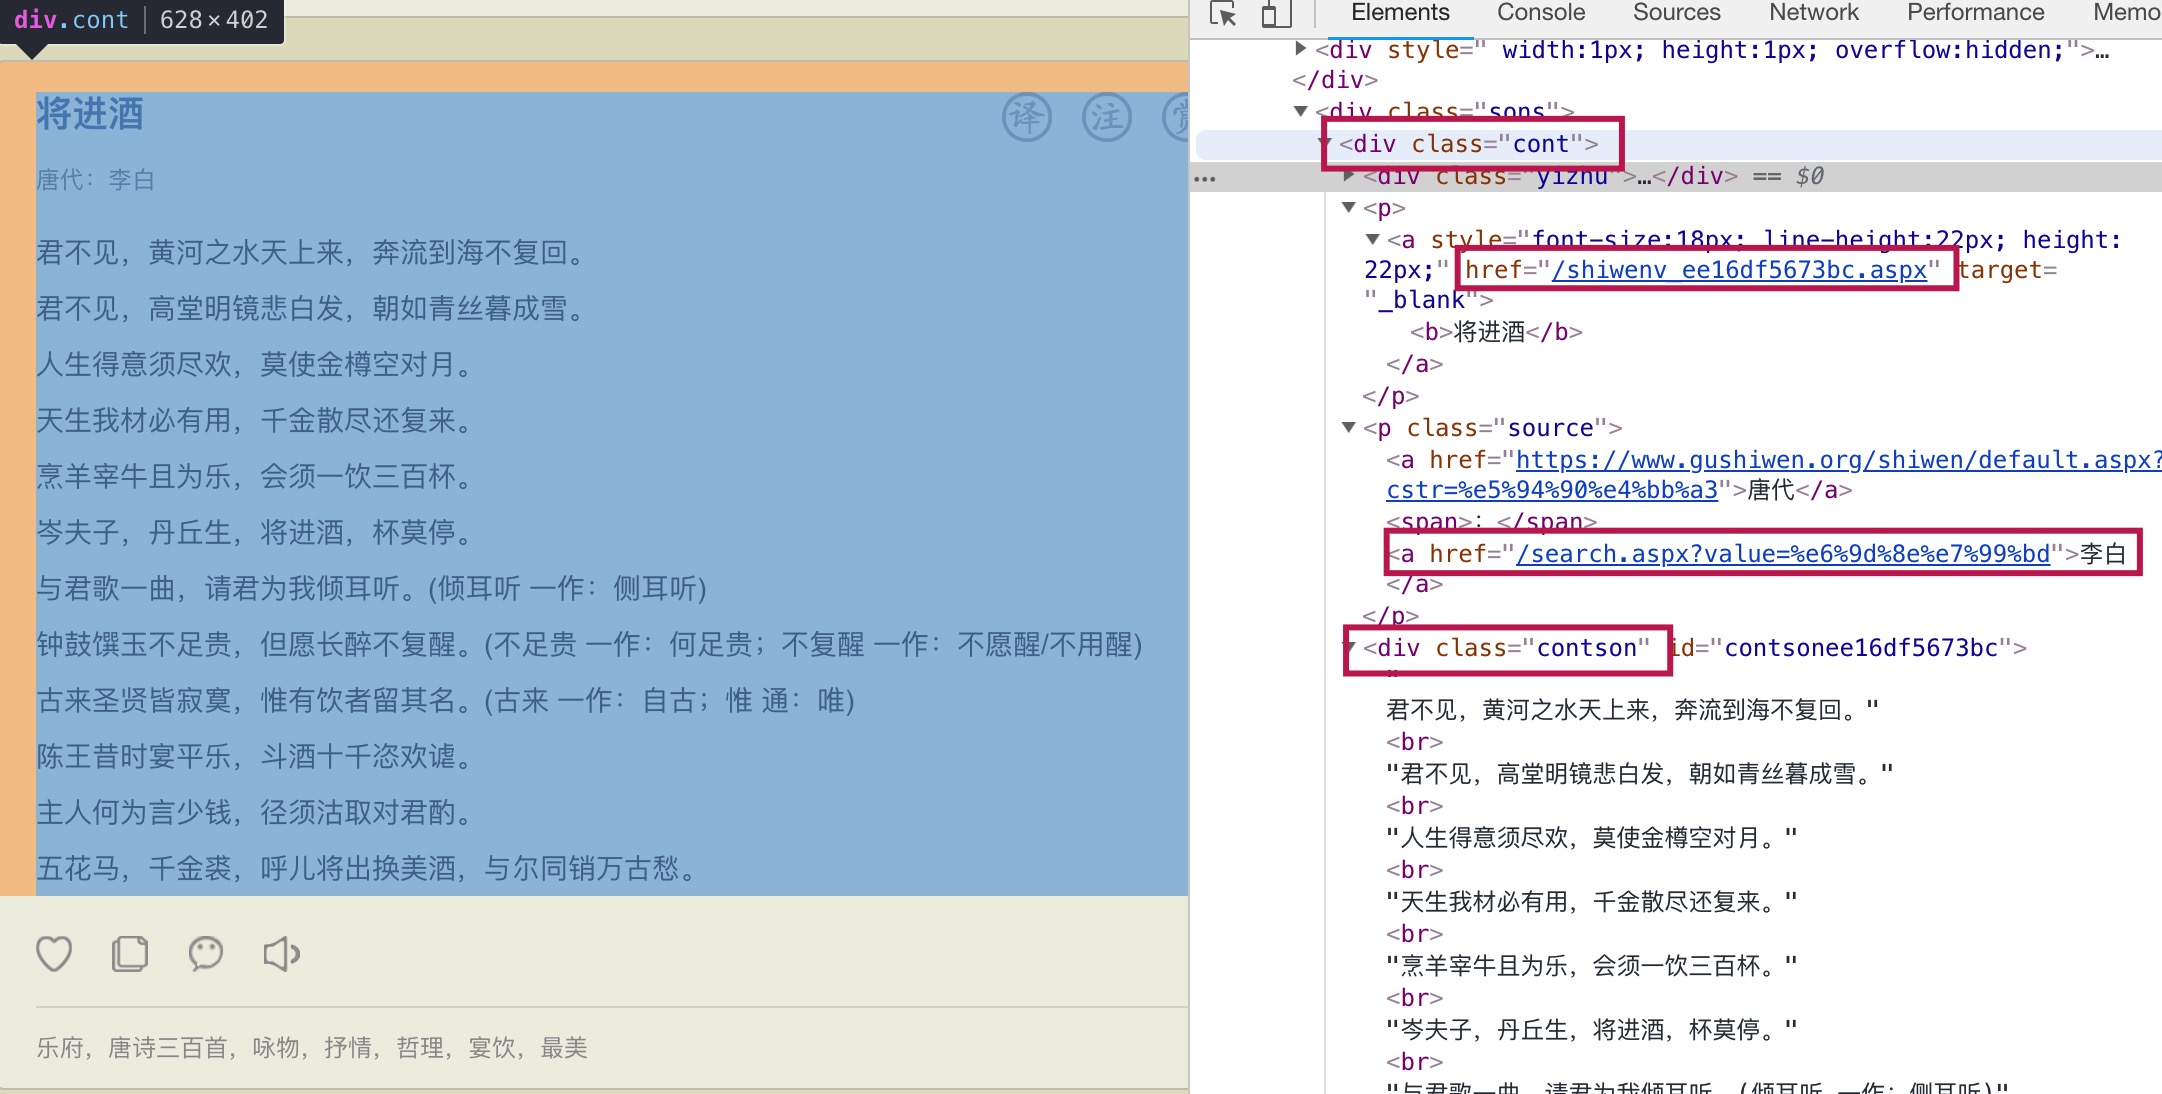 div.cont 628×402
将进酒
译 注 赏
唐代：李白
君不见，黄河之水天上来，奔流到海不复回。
君不见，高堂明镜悲白发，朝如青丝暮成雪。
人生得意须尽欢，莫使金樽空对月。
天生我材必有用，千金散尽还复来。
烹羊宰牛且为乐，会须一饮三百杯。
岑夫子，丹丘生，将进酒，杯莫停。
与君歌一曲，请君为我倾耳听。(倾耳听 一作：侧耳听)
钟鼓馔玉不足贵，但愿长醉不复醒。(不足贵 一作：何足贵；不复醒 一作：不愿醒/不用醒)
古来圣贤皆寂寞，惟有饮者留其名。(古来 一作：自古；惟 通：唯)
陈王昔时宴平乐，斗酒十千恣欢谑。
主人何为言少钱，径须沽取对君酌。
五花马，千金裘，呼儿将出换美酒，与尔同销万古愁。
乐府，唐诗三百首，咏物，抒情，哲理，宴饮，最美
Elements Console Sources Network Performance Memo
<div style=" width:1px; height:1px; overflow:hidden;">…
</div>
<div class="sons">
<div class="cont">
… <div class="yizhu">…</div> == $0
<p>
<a style="font-size:18px; line-height:22px; height:
22px;" href="/shiwenv_ee16df5673bc.aspx" target=
"_blank">
<b>将进酒</b>
</a>
</p>
<p class="source">
<a href="https://www.gushiwen.org/shiwen/default.aspx?
cstr=%e5%94%90%e4%bb%a3">唐代</a>
<span>：</span>
<a href="/search.aspx?value=%e6%9d%8e%e7%99%bd">李白
</a>
</p>
<div class="contson" id="contsonee16df5673bc">
"
君不见，黄河之水天上来，奔流到海不复回。"
<br>
"君不见，高堂明镜悲白发，朝如青丝暮成雪。"
<br>
"人生得意须尽欢，莫使金樽空对月。"
<br>
"天生我材必有用，千金散尽还复来。"
<br>
"烹羊宰牛且为乐，会须一饮三百杯。"
<br>
"岑夫子，丹丘生，将进酒，杯莫停。"
<br>
"与君歌一曲，请君为我倾耳听。(倾耳听 一作：侧耳听)"